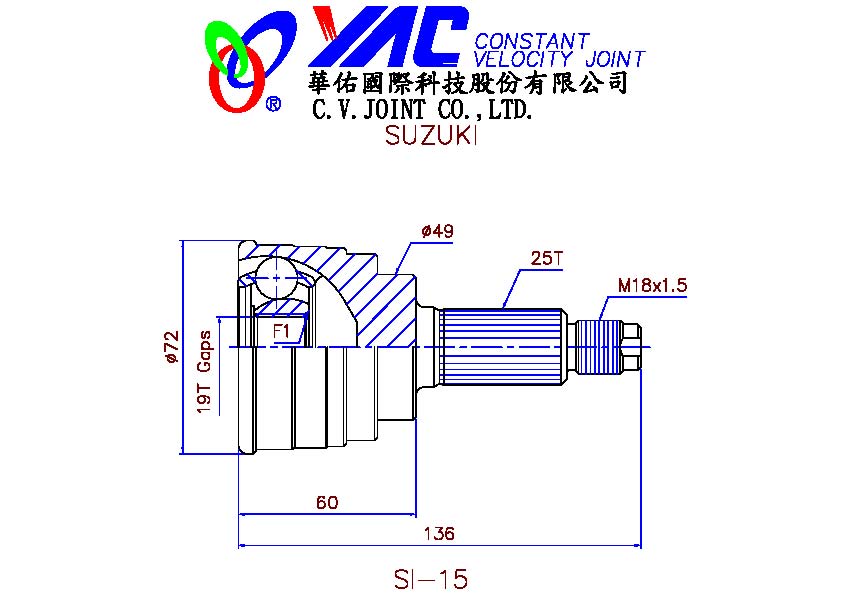 YAC CONSTANT
VELOCITY JOINT
®
華佑國際科技股份有限公司
C.V.JOINT CO.,LTD.
SUZUKI
ø49
25T
M18x1.5
F1
ø72
19T Gaps
60
136
SI-15